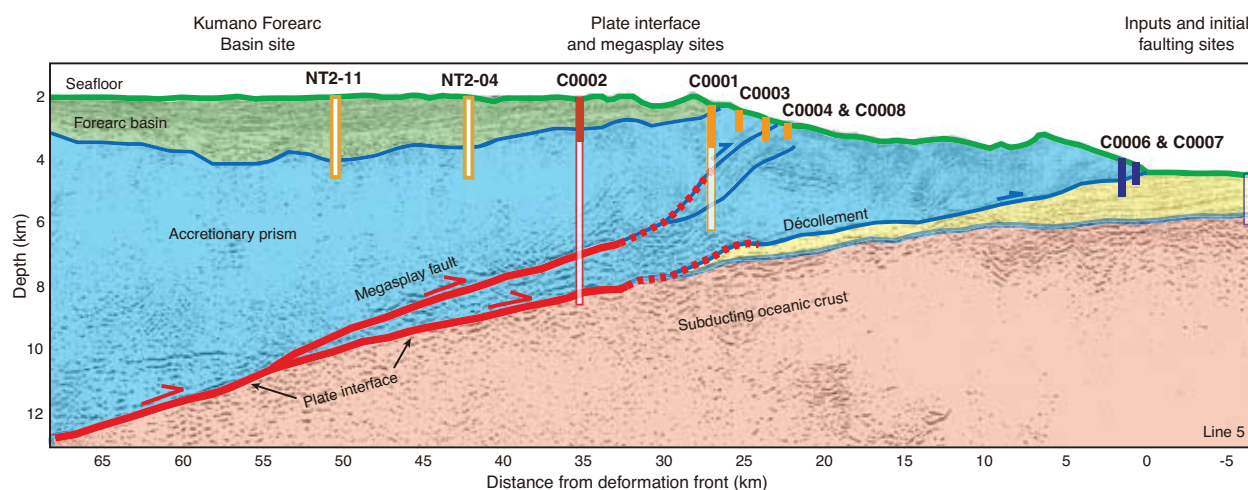 Kumano Forearc
Basin site
Plate interface
and megasplay sites
Inputs and initial
faulting sites
Seafloor
NT2-11
NT2-04
C0002
C0001
C0003
C0004 & C0008
C0006 & C0007
Forearc basin
Accretionary prism
Megasplay fault
Décollement
Subducting oceanic crust
Plate interface
Line 5
Depth (km)
2
4
6
8
10
12
65
60
55
50
45
40
35
30
25
20
15
10
5
0
-5
Distance from deformation front (km)